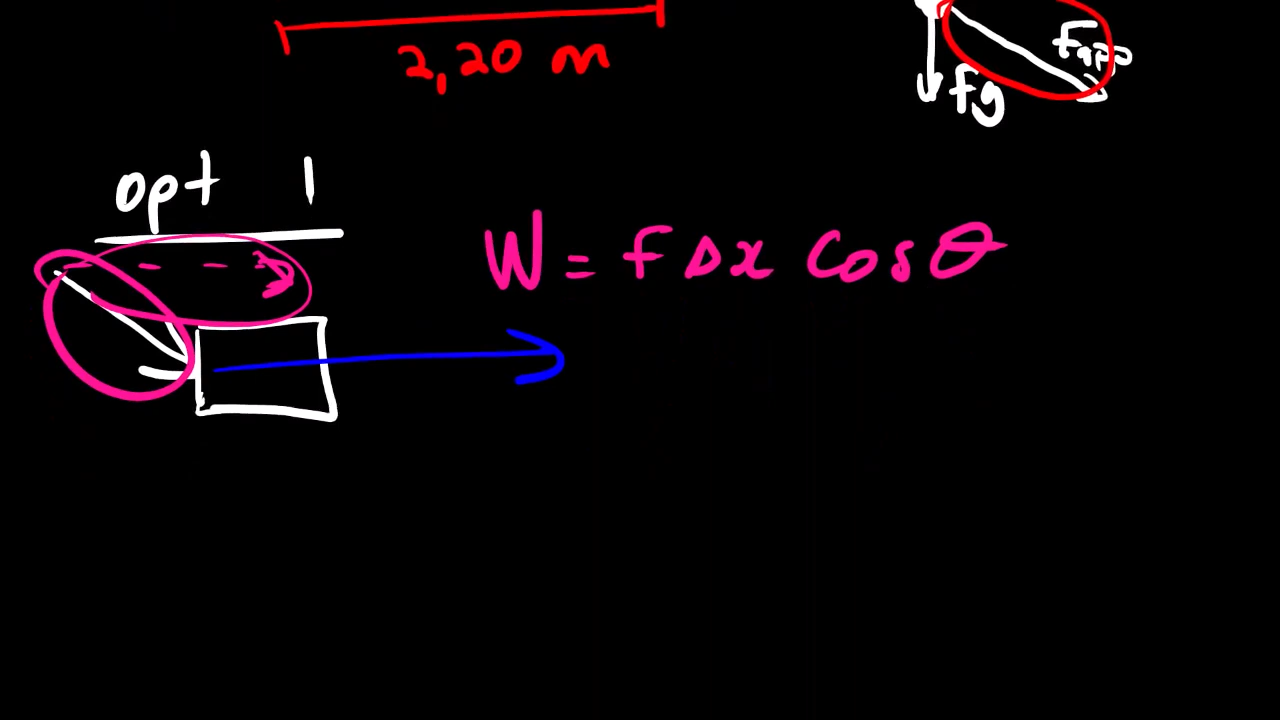 2,20 m
Fapp
Fg
opt 1
W = F Δx cos θ